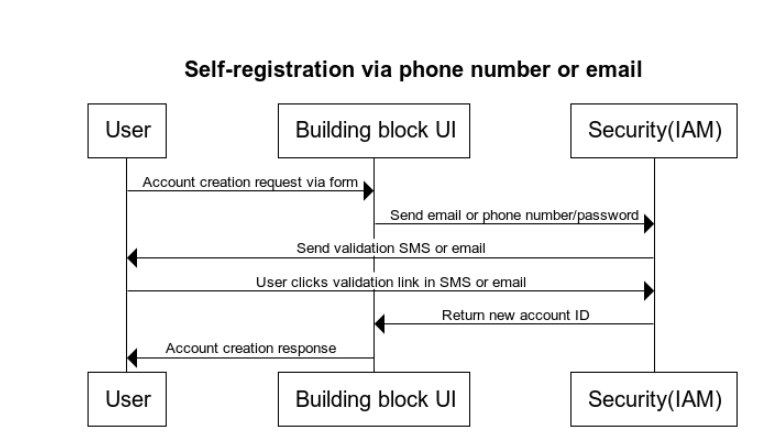 Self-registration via phone number or email
User
Building block UI
Security(IAM)
Account creation request via form
Send email or phone number/password
Send validation SMS or email
User clicks validation link in SMS or email
Return new account ID
Account creation response
User
Building block UI
Security(IAM)